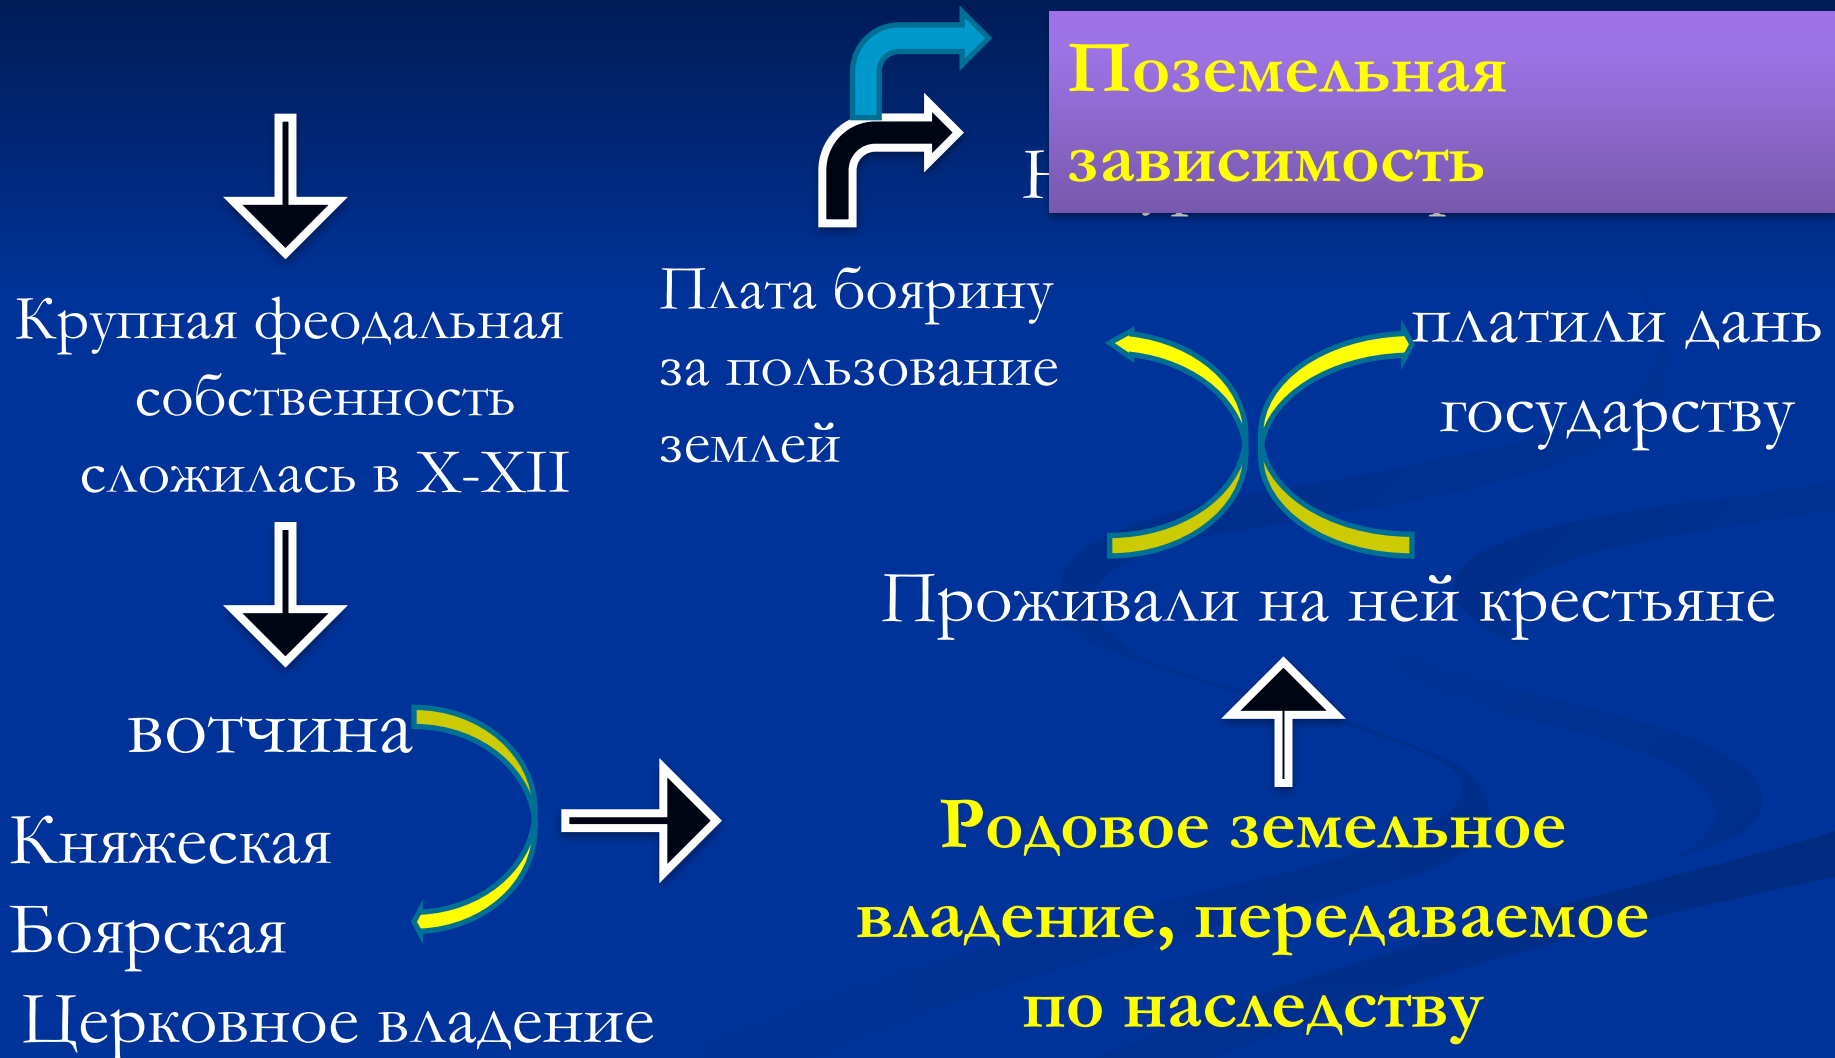 Поземельная
зависимость
Крупная феодальная
собственность
сложилась в X-XII
Плата боярину
за пользование
землей
платили дань
государству
Проживали на ней крестьяне
вотчина
Княжеская
Боярская
Церковное владение
Родовое земельное
владение, передаваемое
по наследству